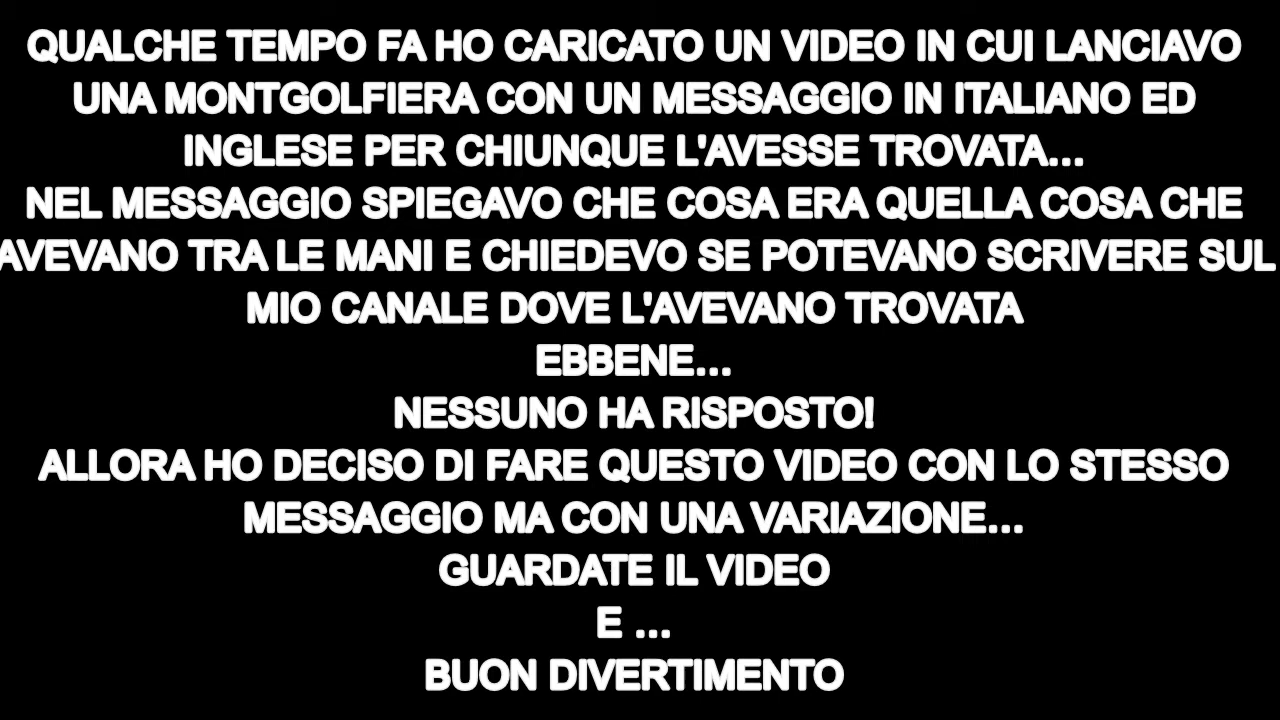 QUALCHE TEMPO FA HO CARICATO UN VIDEO IN CUI LANCIAVO
UNA MONTGOLFIERA CON UN MESSAGGIO IN ITALIANO ED
INGLESE PER CHIUNQUE L'AVESSE TROVATA...
NEL MESSAGGIO SPIEGAVO CHE COSA ERA QUELLA COSA CHE
AVEVANO TRA LE MANI E CHIEDEVO SE POTEVANO SCRIVERE SUL
MIO CANALE DOVE L'AVEVANO TROVATA
EBBENE...
NESSUNO HA RISPOSTO!
ALLORA HO DECISO DI FARE QUESTO VIDEO CON LO STESSO
MESSAGGIO MA CON UNA VARIAZIONE...
GUARDATE IL VIDEO
E ...
BUON DIVERTIMENTO